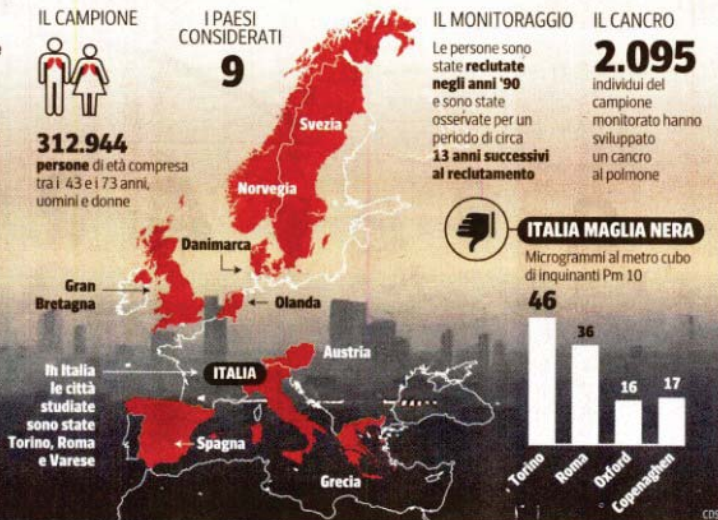 IL CAMPIONE
312.944
persone di età compresa
tra i 43 e i 73 anni,
uomini e donne
I PAESI
CONSIDERATI
9
IL MONITORAGGIO
Le persone sono
state reclutate
negli anni '90
e sono state
osservate per un
periodo di circa
13 anni successivi
al reclutamento
IL CANCRO
2.095
individui del
campione
monitorato hanno
sviluppato
un cancro
al polmone
Svezia
Norvegia
Danimarca
Gran
Bretagna
Olanda
Austria
ITALIA
In Italia
le città
studiate
sono state
Torino, Roma
e Varese
Spagna
Grecia
ITALIA MAGLIA NERA
Microgrammi al metro cubo
di inquinanti Pm 10
46
36
16
17
Torino
Roma
Oxford
Copenaghen
CDS